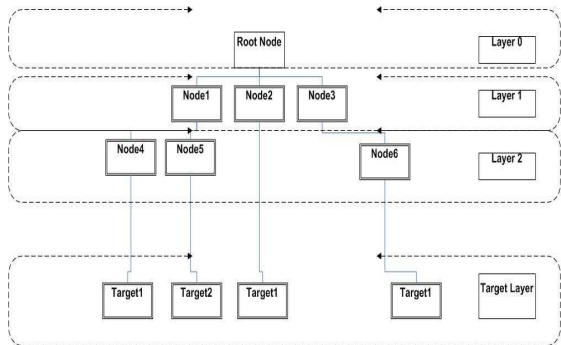 Root Node
Layer 0
Node1
Node2
Node3
Layer 1
Node4
Node5
Node6
Layer 2
Target1
Target2
Target1
Target1
Target Layer